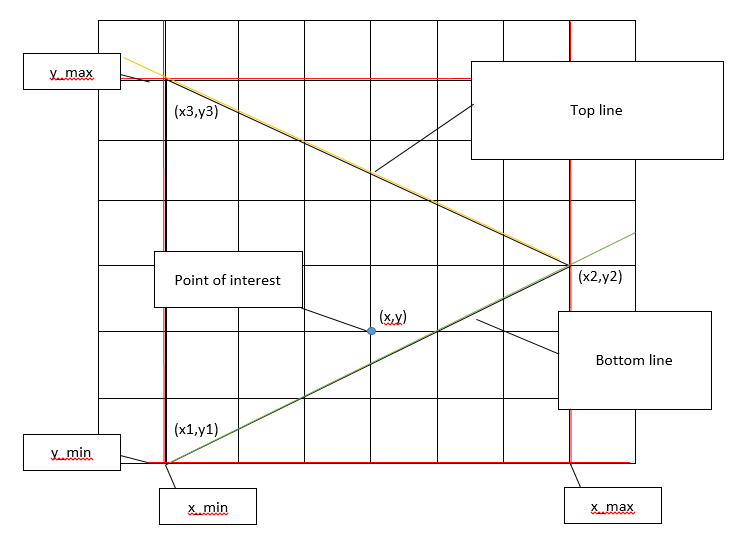 y_max
Top line
(x3,y3)
Point of interest
(x2,y2)
(x,y)
Bottom line
(x1,y1)
y_min
x_min
x_max